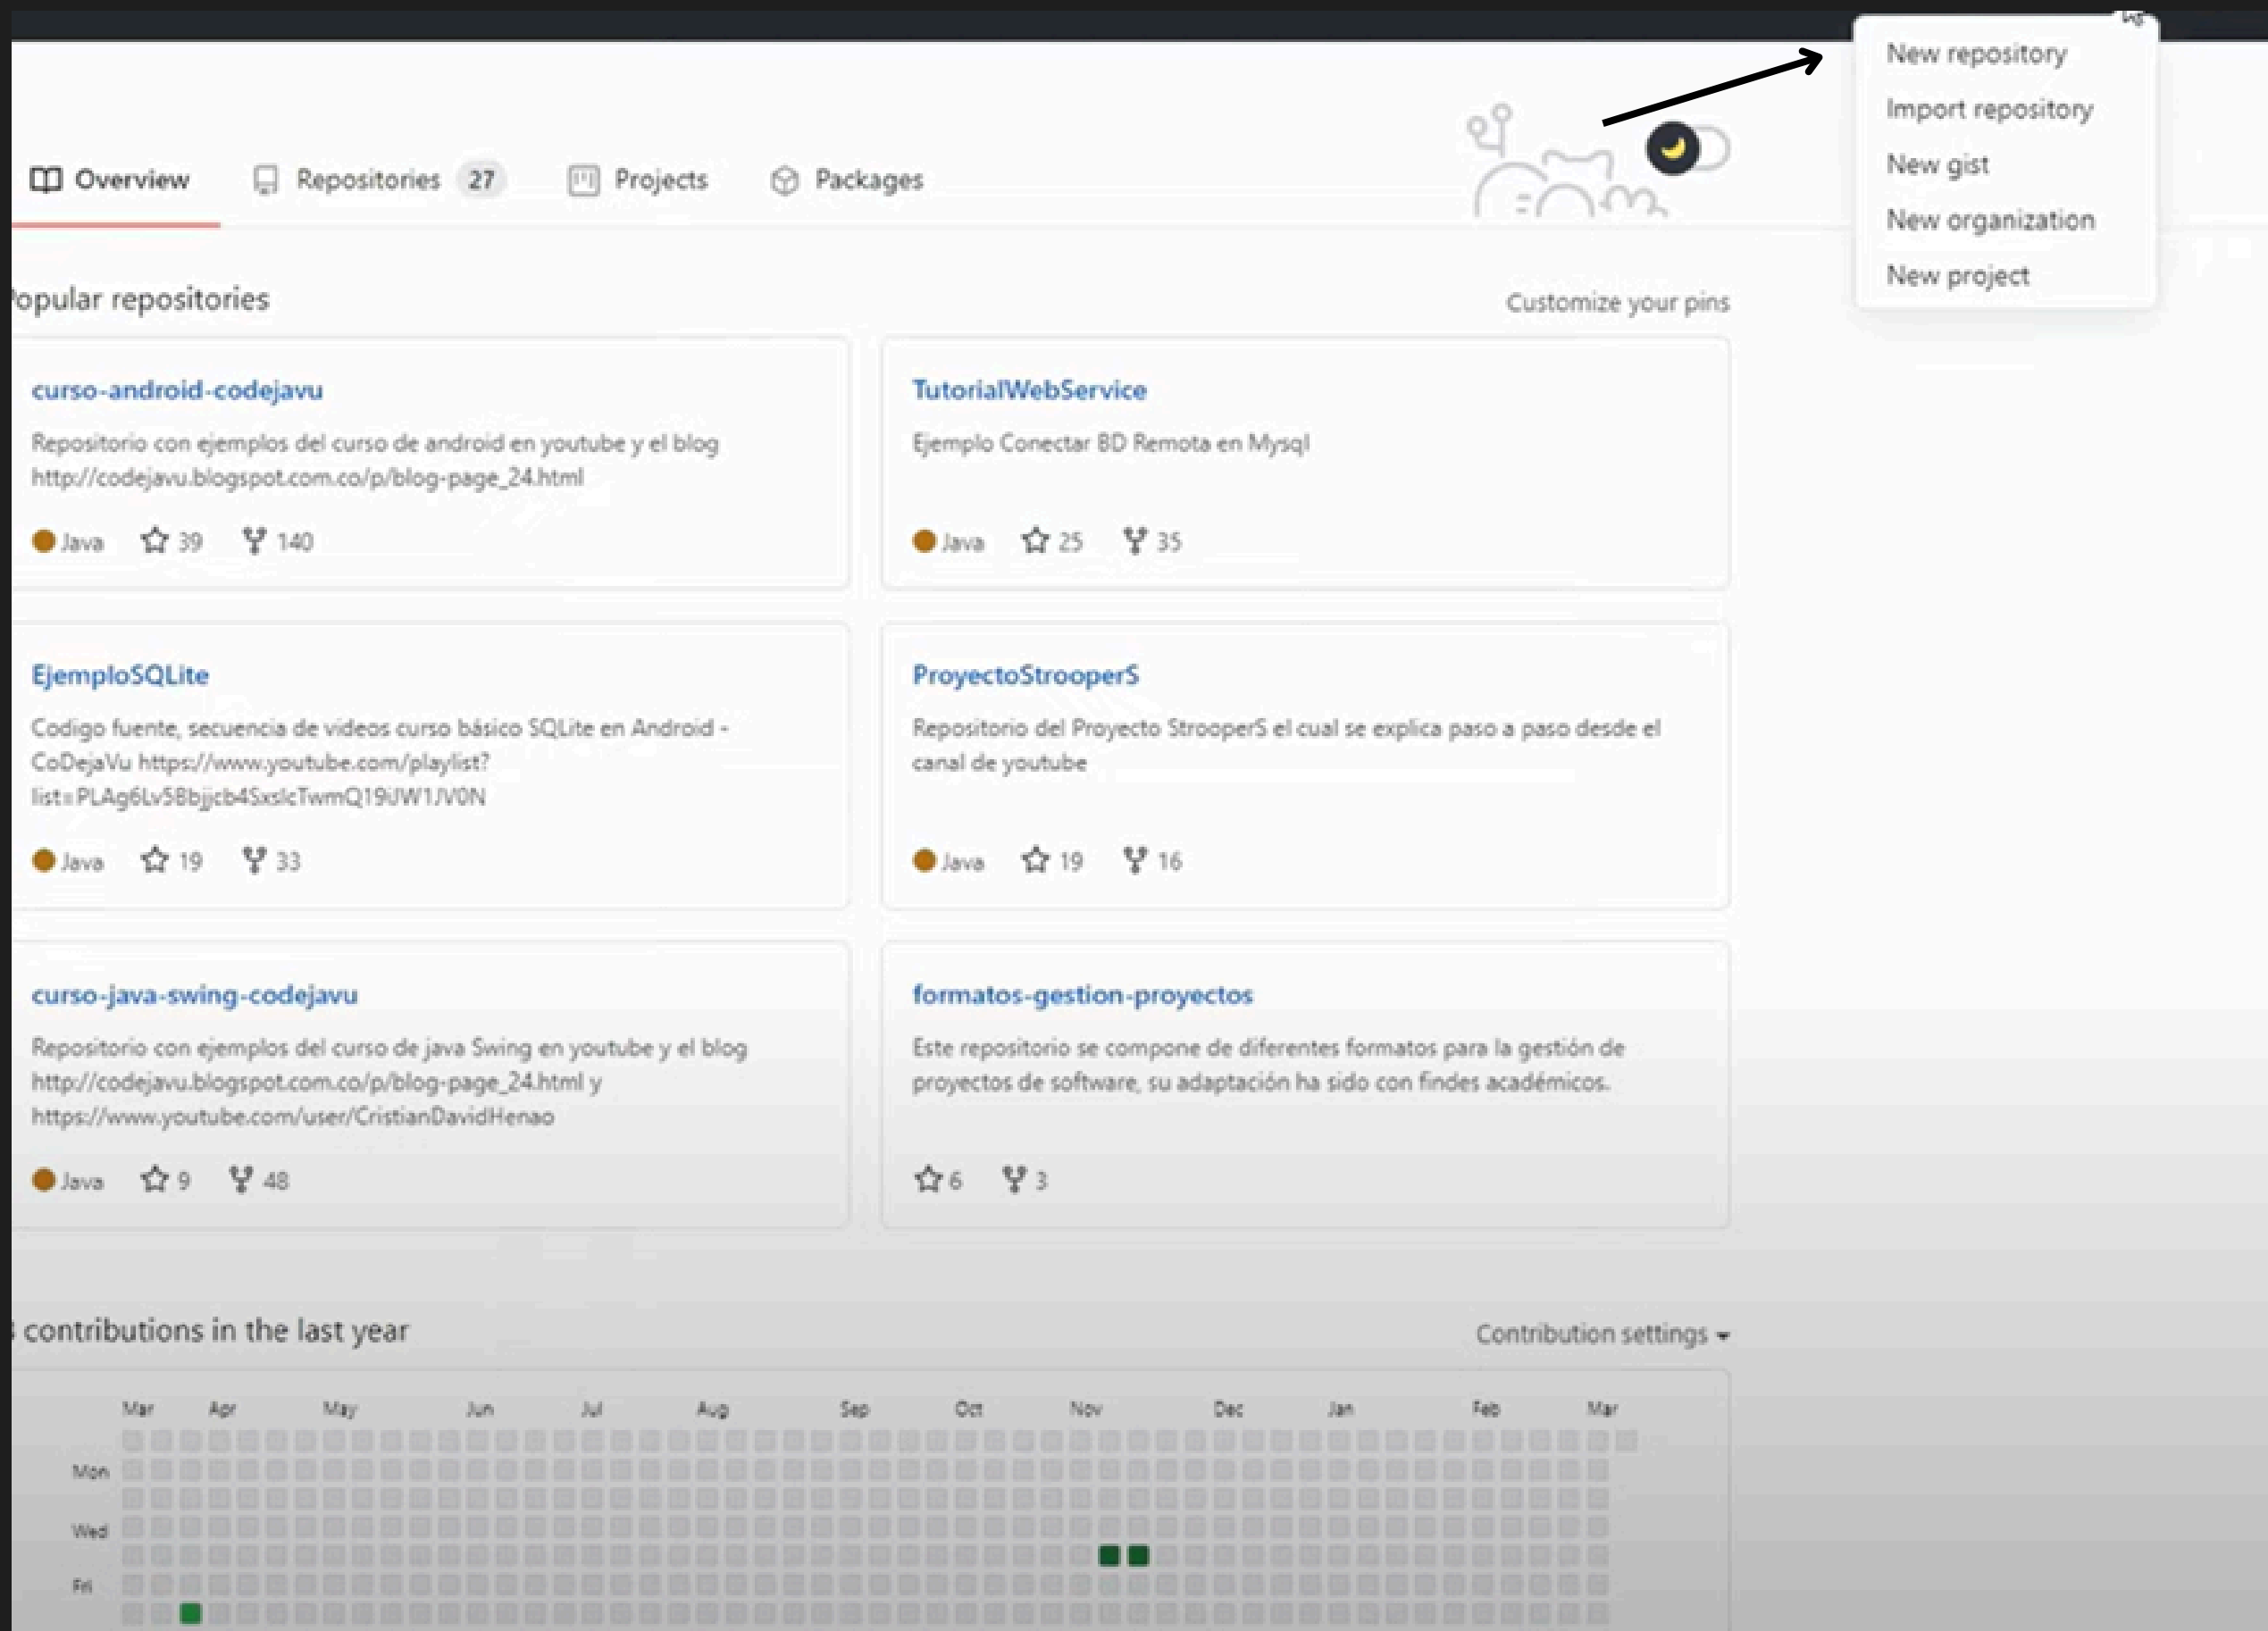 New repository
Import repository
New gist
New organization
New project
Overview
Repositories 27
Projects
Packages
opular repositories
Customize your pins
curso-android-codejavu
Repositorio con ejemplos del curso de android en youtube y el blog
http://codejavu.blogspot.com.co/p/blog-page_24.html
Java 39 140
TutorialWebService
Ejemplo Conectar BD Remota en Mysql
Java 25 35
EjemploSQLite
Codigo fuente, secuencia de videos curso básico SQLite en Android -
CoDejaVu https://www.youtube.com/playlist?
Java 19 33
ProyectoStrooperS
Repositorio del Proyecto StrooperS el cual se explica paso a paso desde el
canal de youtube
Java 19 16
curso-java-swing-codejavu
Repositorio con ejemplos del curso de java Swing en youtube y el blog
http://codejavu.blogspot.com.co/p/blog-page_24.html y
https://www.youtube.com/user/CristianDavidHenao
Java 9 48
formatos-gestion-proyectos
Este repositorio se compone de diferentes formatos para la gestión de
proyectos de software, su adaptación ha sido con findes académicos.
6 3
contributions in the last year
Contribution settings
Mar Apr May Jun Jul Aug Sep Oct Nov Dec Jan Feb Mar
Mon
Wed
Fri